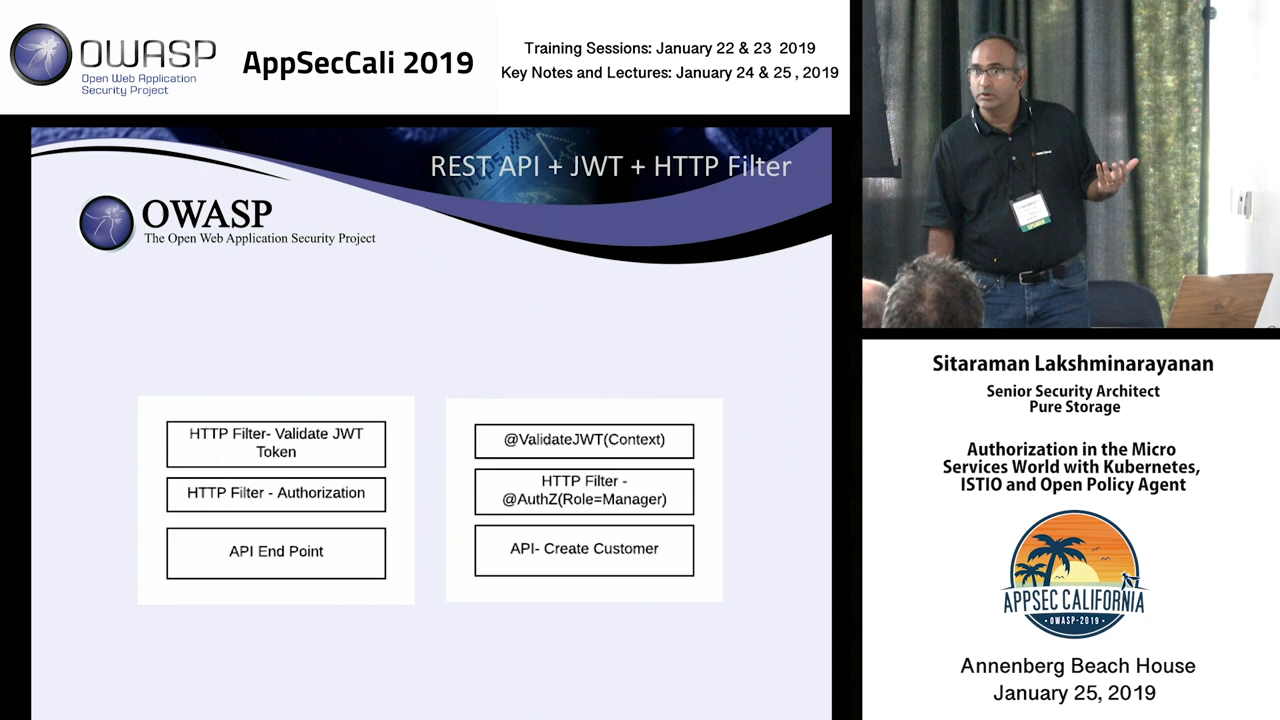 OWASP
Open Web Application
Security Project
AppSecCali 2019
Training Sessions: January 22 & 23 2019
Key Notes and Lectures: January 24 & 25 , 2019
REST API + JWT + HTTP Filter
OWASP
The Open Web Application Security Project
HTTP Filter- Validate JWT
Token
HTTP Filter - Authorization
API End Point
@ValidateJWT(Context)
HTTP Filter -
@AuthZ(Role=Manager)
API- Create Customer
Sitaraman Lakshminarayanan
Senior Security Architect
Pure Storage
Authorization in the Micro
Services World with Kubernetes,
ISTIO and Open Policy Agent
APPSEC CALIFORNIA
OWASP-2019
Annenberg Beach House
January 25, 2019